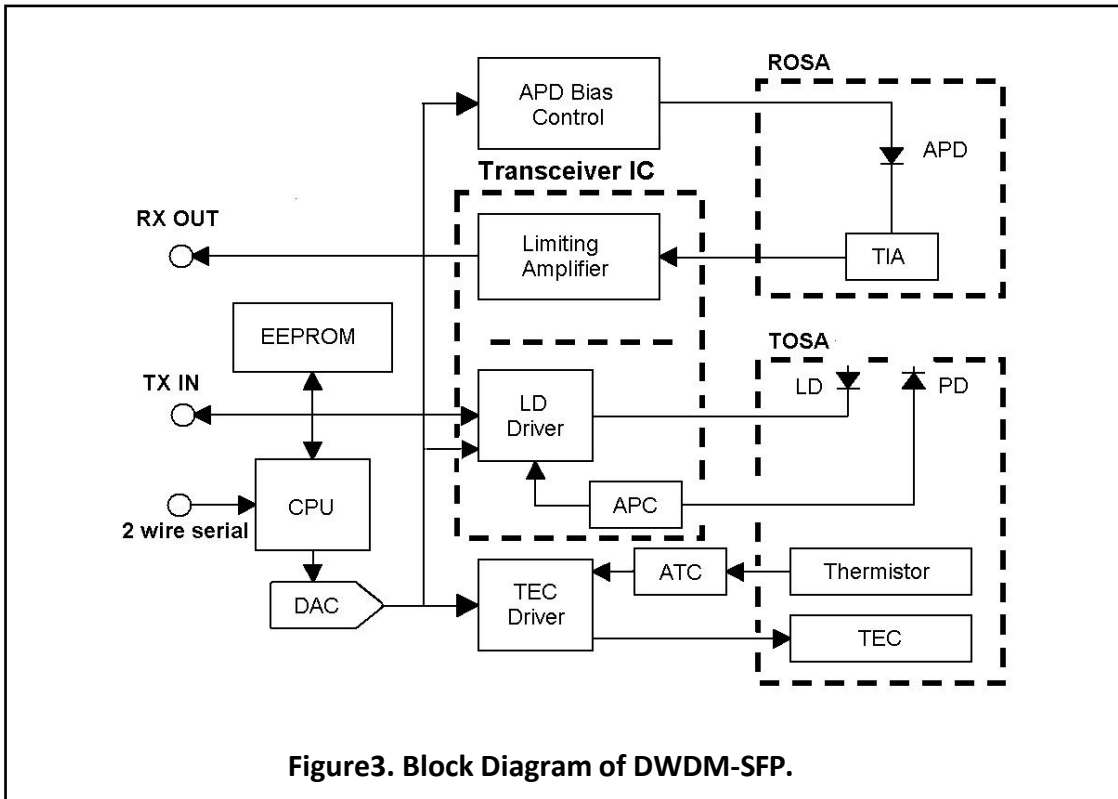 ROSA
APD Bias
Control
APD
Transceiver IC
RX OUT
Limiting
Amplifier
TIA
EEPROM
TOSA
TX IN
LD
PD
LD
Driver
CPU
2 wire serial
APC
ATC
Thermistor
DAC
TEC
Driver
TEC
Figure3. Block Diagram of DWDM-SFP.